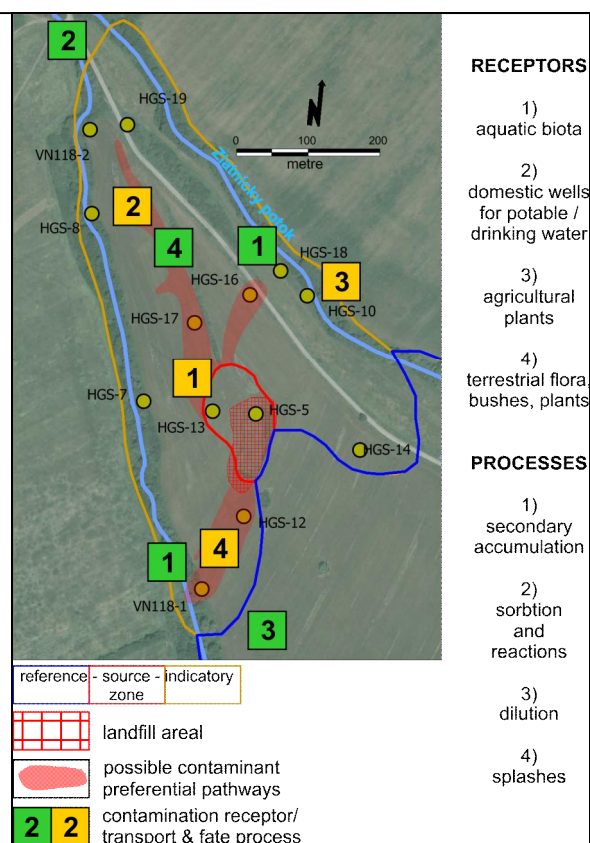 2
HGS-19
N
0 100 200
metre
VN118-2
Zlatnícky potok
2
HGS-8
4
1
HGS-18
HGS-16
3
HGS-10
HGS-17
1
HGS-7
HGS-5
HGS-13
HGS-14
HGS-12
4
1
VN118-1
3
RECEPTORS
1)
aquatic biota
2)
domestic wells
for potable /
drinking water
3)
agricultural
plants
4)
terrestrial flora,
bushes, plants
PROCESSES
1)
secondary
accumulation
2)
sorbtion
and
reactions
3)
dilution
4)
splashes
reference - source - indicatory
zone
landfill areal
possible contaminant
preferential pathways
2 2
contamination receptor/
transport & fate process